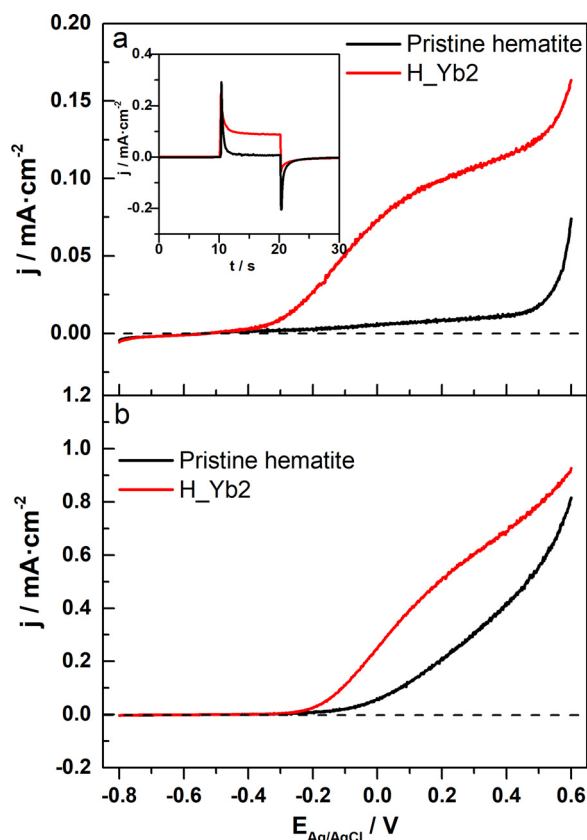 a
Pristine hematite
H_Yb2
0.20
0.15
0.10
0.05
0.00
j / mA·cm-2
0.4
0.2
0.0
-0.2
j / mA·cm-2
0 10 20 30
t / s
b
Pristine hematite
H_Yb2
1.2
1.0
0.8
0.6
0.4
0.2
0.0
-0.2
j / mA·cm-2
-0.8 -0.6 -0.4 -0.2 0.0 0.2 0.4 0.6
EAg/AgCl / V